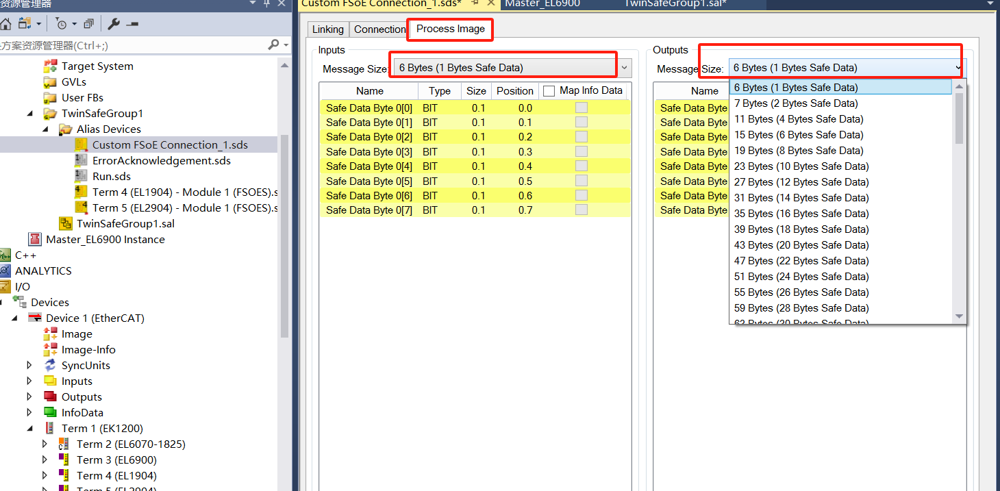 资源管理器
方案资源管理器(Ctrl+;)
Target System
GVLs
User FBs
TwinSafeGroup1
Alias Devices
Custom FSoE Connection_1.sds
ErrorAcknowledgement.sds
Run.sds
Term 4 (EL1904) - Module 1 (FSOES).s
Term 5 (EL2904) - Module 1 (FSOES).s
TwinSafeGroup1.sal
Master_EL6900 Instance
C++
ANALYTICS
I/O
Devices
Device 1 (EtherCAT)
Image
Image-Info
SyncUnits
Inputs
Outputs
InfoData
Term 1 (EK1200)
Term 2 (EL6070-1825)
Term 3 (EL6900)
Term 4 (EL1904)
Term 5 (EL2904)
Custom FSoE Connection_1.sds* Master_EL6900 TwinSafeGroup1.sal*
Linking Connection Process Image
Inputs
Message Size: 6 Bytes (1 Bytes Safe Data)
Name Type Size Position Map Info Data
Safe Data Byte 0[0] BIT 0.1 0.0
Safe Data Byte 0[1] BIT 0.1 0.1
Safe Data Byte 0[2] BIT 0.1 0.2
Safe Data Byte 0[3] BIT 0.1 0.3
Safe Data Byte 0[4] BIT 0.1 0.4
Safe Data Byte 0[5] BIT 0.1 0.5
Safe Data Byte 0[6] BIT 0.1 0.6
Safe Data Byte 0[7] BIT 0.1 0.7
Outputs
Message Size: 6 Bytes (1 Bytes Safe Data)
Name
Safe Data Byte
Safe Data Byte
Safe Data Byte
Safe Data Byte
Safe Data Byte
Safe Data Byte
Safe Data Byte
Safe Data Byte
6 Bytes (1 Bytes Safe Data)
7 Bytes (2 Bytes Safe Data)
11 Bytes (4 Bytes Safe Data)
15 Bytes (6 Bytes Safe Data)
19 Bytes (8 Bytes Safe Data)
23 Bytes (10 Bytes Safe Data)
27 Bytes (12 Bytes Safe Data)
31 Bytes (14 Bytes Safe Data)
35 Bytes (16 Bytes Safe Data)
39 Bytes (18 Bytes Safe Data)
43 Bytes (20 Bytes Safe Data)
47 Bytes (22 Bytes Safe Data)
51 Bytes (24 Bytes Safe Data)
55 Bytes (26 Bytes Safe Data)
59 Bytes (28 Bytes Safe Data)